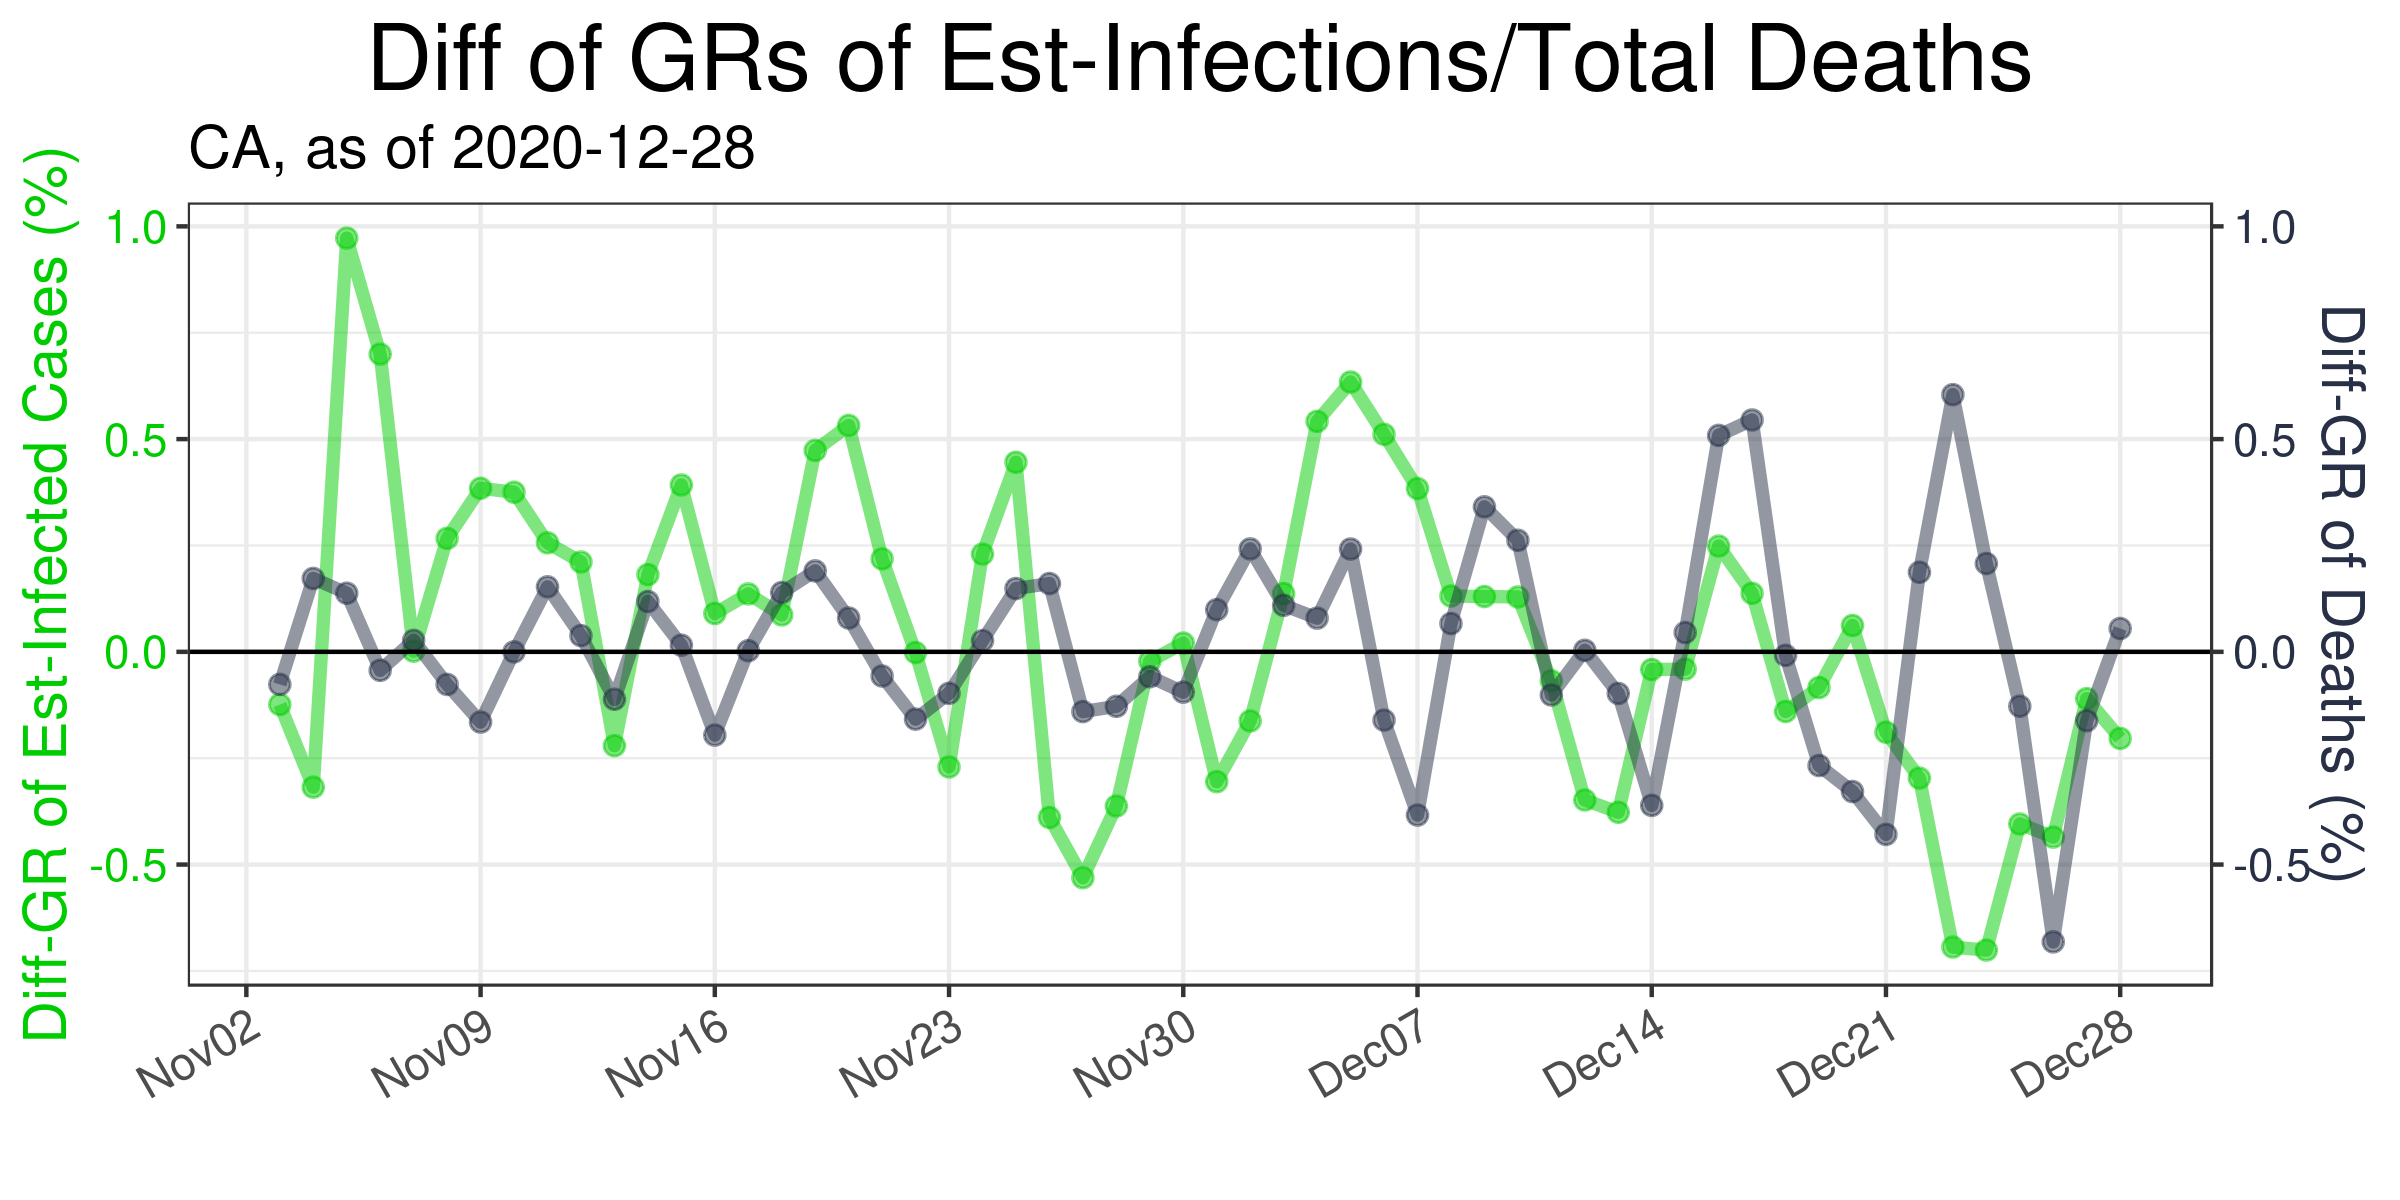 Diff of GRs of Est-Infections/Total Deaths
CA, as of 2020-12-28
Diff-GR of Est-Infected Cases (%)
1.0
0.5
0.0
-0.5
1.0
0.5
0.0
-0.5
Diff-GR of Deaths (%)
Nov02
Nov09
Nov16
Nov23
Nov30
Dec07
Dec14
Dec21
Dec28